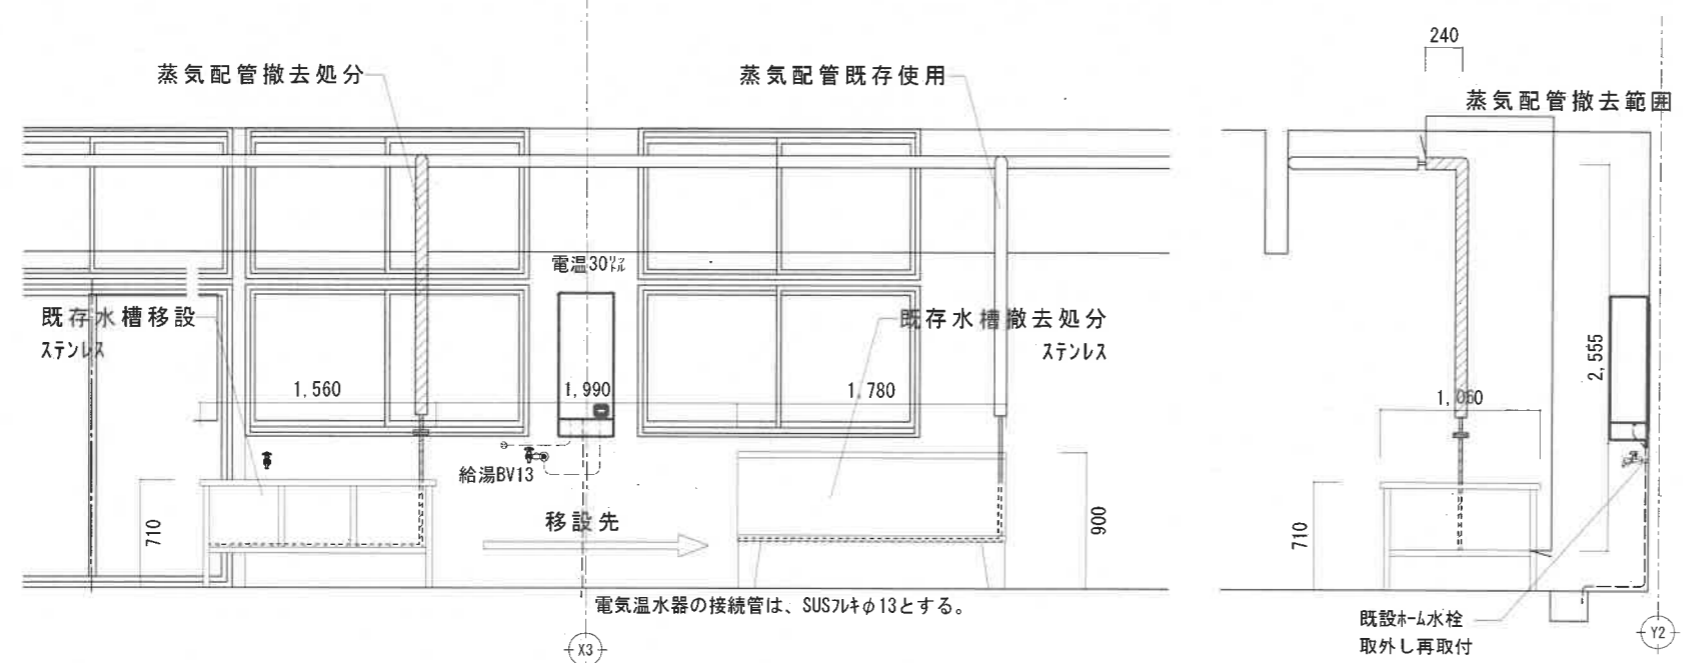 240
蒸気配管撤去処分
蒸気配管既存使用
蒸気配管撤去範囲
電温30㍑
既存水槽移設
ステンレス
既存水槽撤去処分
ステンレス
1,560
1,990
1,780
2,555
1,060
給湯BV13
710
移設先
900
710
電気温水器の接続管は、SUSフレキφ13とする。
既設ホーム水栓
取外し再取付
X3
Y2